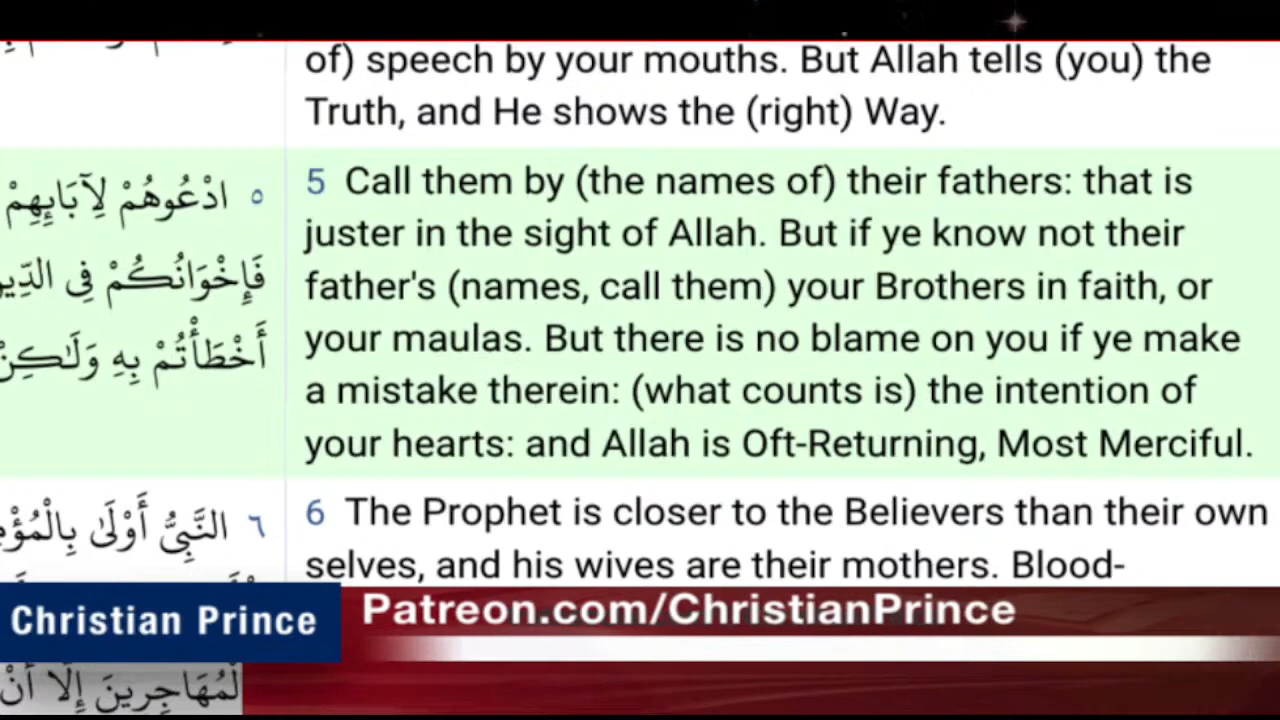 of) speech by your mouths. But Allah tells (you) the
Truth, and He shows the (right) Way.
٥ ادْعُوهُمْ لِآبَائِهِمْ
فَإِخْوَانُكُمْ فِي
أَخْطَأْتُمْ بِهِ وَلَٰكِنْ
5 Call them by (the names of) their fathers: that is
juster in the sight of Allah. But if ye know not their
father's (names, call them) your Brothers in faith, or
your maulas. But there is no blame on you if ye make
a mistake therein: (what counts is) the intention of
your hearts: and Allah is Oft-Returning, Most Merciful.
٦ النَّبِيُّ أَوْلَىٰ
6 The Prophet is closer to the Believers than their own
selves, and his wives are their mothers. Blood-
Christian Prince
Patreon.com/ChristianPrince
لْمُهَاجِرِينَ إِلَّا أَنْ